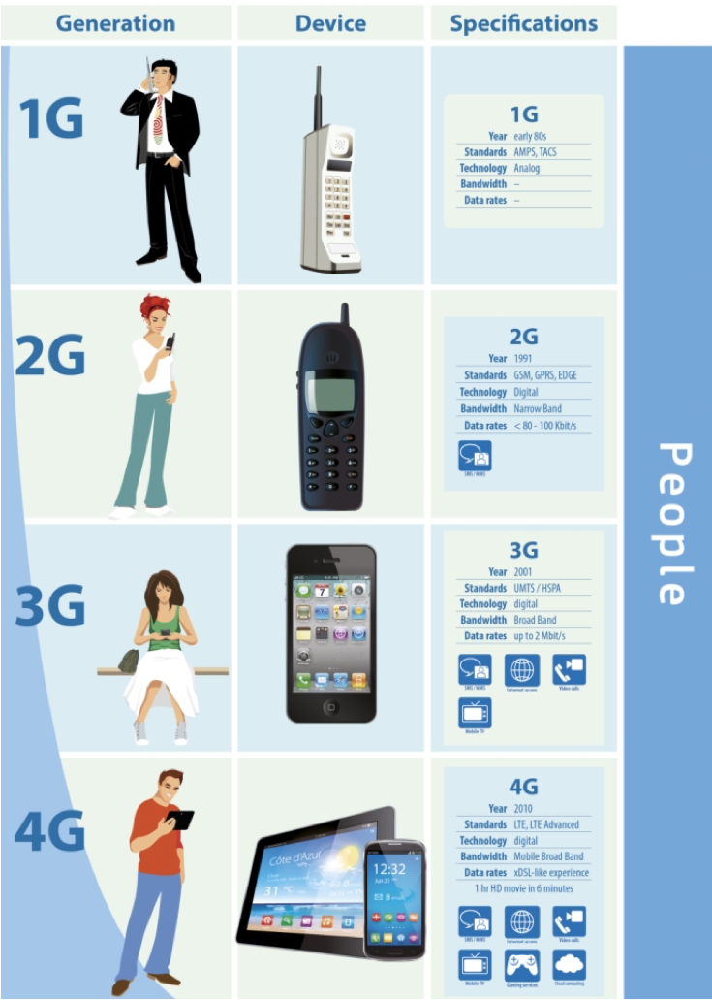 Generation Device Specifications
1G
1G
Year early 80s
Standards AMPS, TACS
Technology Analog
Bandwidth –
Data rates –
2G
2G
Year 1991
Standards GSM, GPRS, EDGE
Technology Digital
Bandwidth Narrow Band
Data rates < 80 - 100 Kbit/s
SMS / MMS
3G
3G
Year 2001
Standards UMTS / HSPA
Technology digital
Bandwidth Broad Band
Data rates up to 2 Mbit/s
SMS / MMS Internet access Video calls
Mobile TV
4G
Côte d'Azur
31 °C
12:32
4G
Year 2010
Standards LTE, LTE Advanced
Technology digital
Bandwidth Mobile Broad Band
Data rates xDSL-like experience
1 hr HD movie in 6 minutes
SMS / MMS Internet access Video calls
Mobile TV Gaming services Cloud computing
People